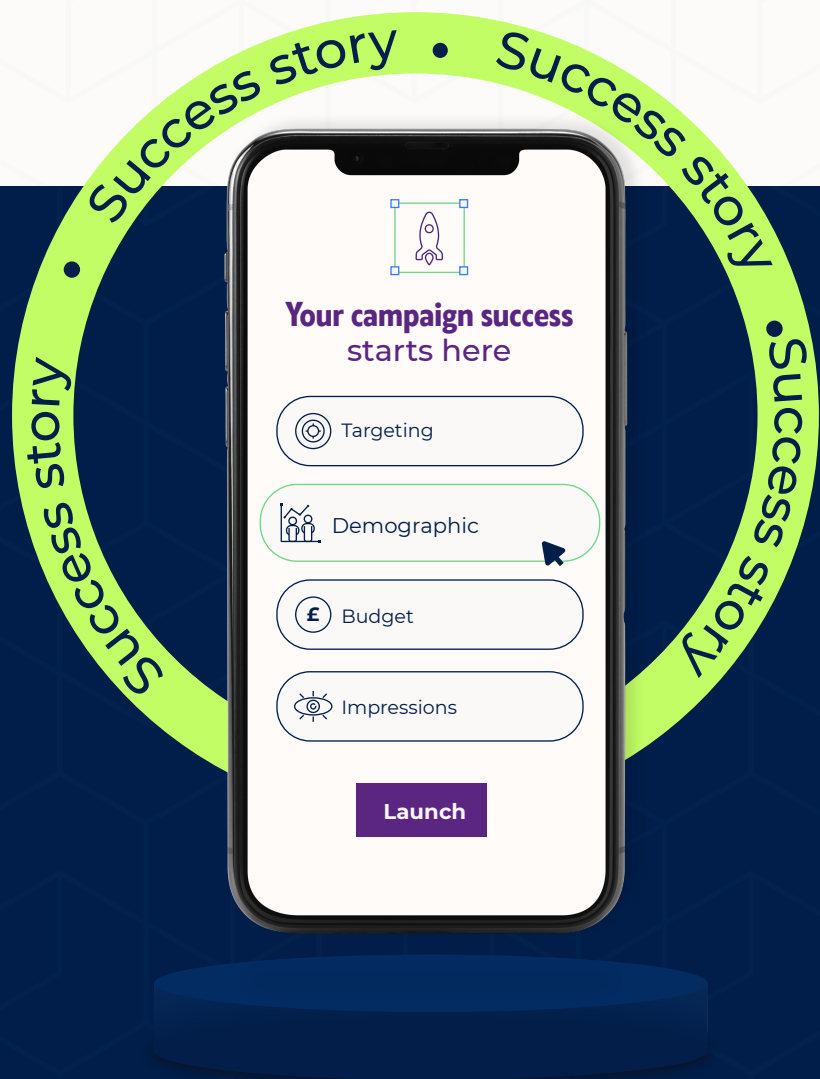 Success story • Success story
• Success story
• Success story
Your campaign success
starts here
Targeting
Demographic
£ Budget
Impressions
Launch